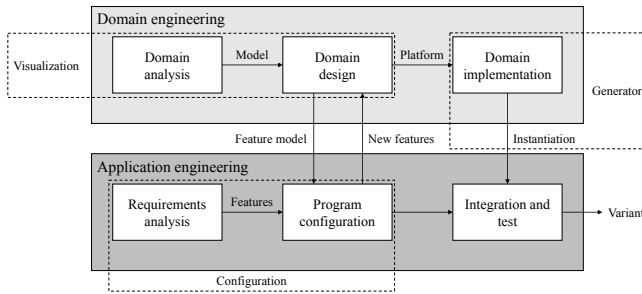 Domain engineering
Visualization
Domain
analysis
Model
Domain
design
Platform
Domain
implementation
Generator
Feature model
New features
Instantiation
Application engineering
Requirements
analysis
Features
Program
configuration
Integration and
test
Variant
Configuration